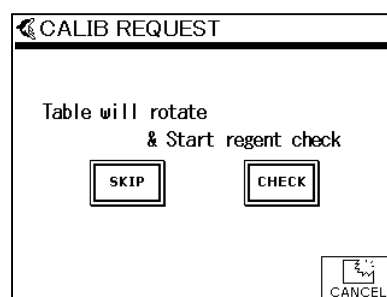 CALIB REQUEST
Table will rotate
& Start regent check
SKIP CHECK
CANCEL